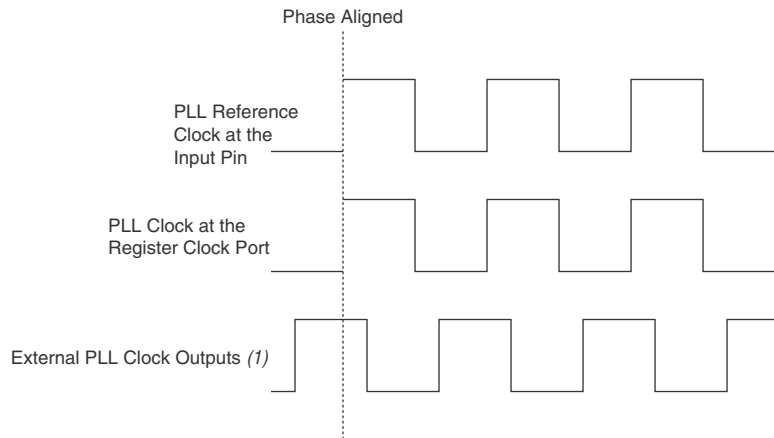 Phase Aligned
PLL Reference
Clock at the
Input Pin
PLL Clock at the
Register Clock Port
External PLL Clock Outputs (1)